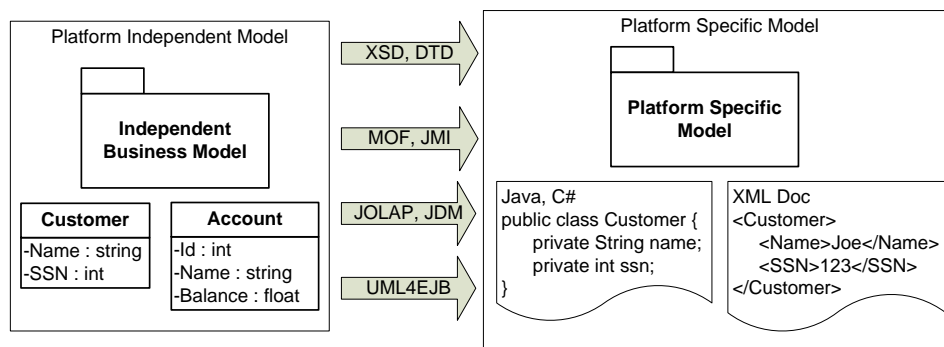 Platform Independent Model
Independent
Business Model
Customer
-Name : string
-SSN : int
Account
-Id : int
-Name : string
-Balance : float
XSD, DTD
MOF, JMI
JOLAP, JDM
UML4EJB
Platform Specific Model
Platform Specific
Model
Java, C#
public class Customer {
private String name;
private int ssn;
}
XML Doc
<Customer>
<Name>Joe</Name>
<SSN>123</SSN>
</Customer>